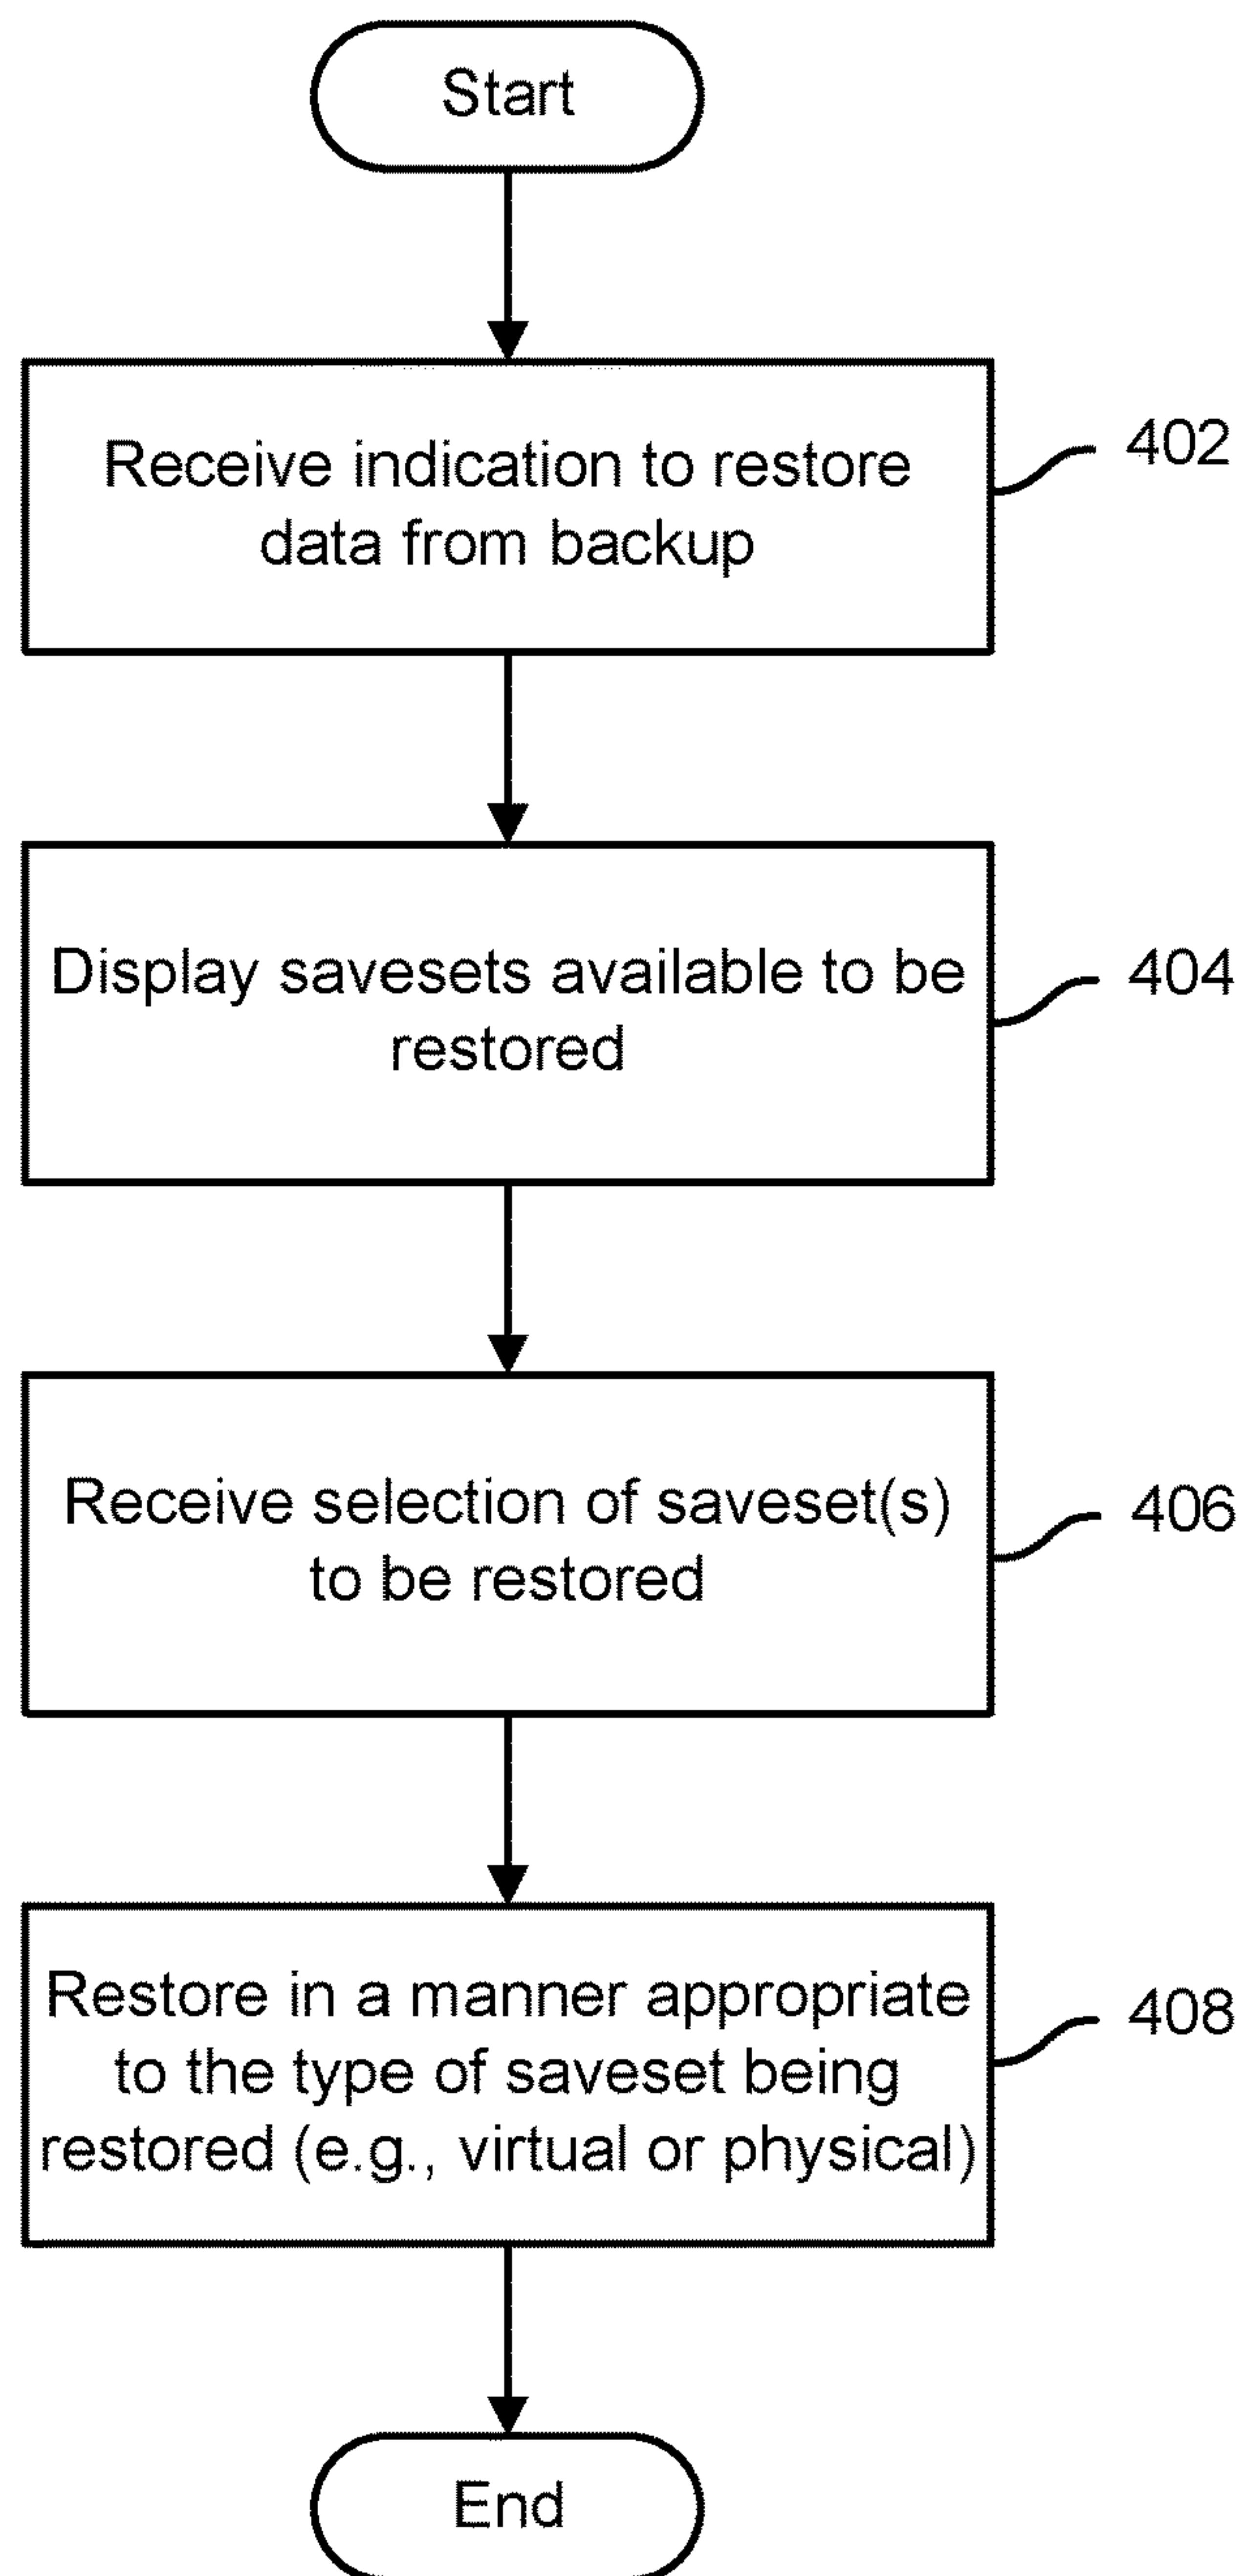 Start
Receive indication to restore
data from backup
402
Display savesets available to be
restored
404
Receive selection of saveset(s)
to be restored
406
Restore in a manner appropriate
to the type of saveset being
restored (e.g., virtual or physical)
408
End